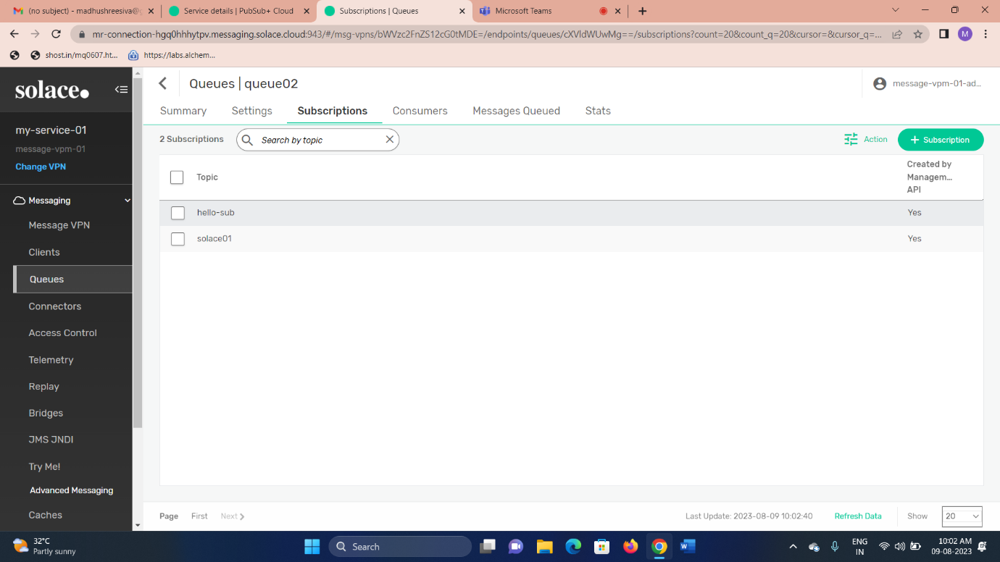 (no subject) - madhushreesiva@g
Service details | PubSub+ Cloud
Subscriptions | Queues
Microsoft Teams
mr-connection-hgq0hhhytpv.messaging.solace.cloud:943/#/msg-vpns/bWVzc2FnZS12cG0tMDE=/endpoints/queues/cXVldWUwMg==/subscriptions?count=20&count_q=20&cursor=&cursor_q=...
M
shost.in/mq0607.ht...
https://labs.alchem...
solace.
my-service-01
message-vpm-01
Change VPN
Messaging
Message VPN
Clients
Queues
Connectors
Access Control
Telemetry
Replay
Bridges
JMS JNDI
Try Me!
Advanced Messaging
Caches
Queues | queue02
message-vpm-01-ad...
Summary Settings Subscriptions Consumers Messages Queued Stats
2 Subscriptions
Search by topic
Action
+ Subscription
Topic
Created by
Managem...
API
hello-sub Yes
solace01 Yes
Page First Next
Last Update: 2023-08-09 10:02:40
Refresh Data
Show 20
32°C
Partly sunny
Search
ENG
IN
10:02 AM
09-08-2023